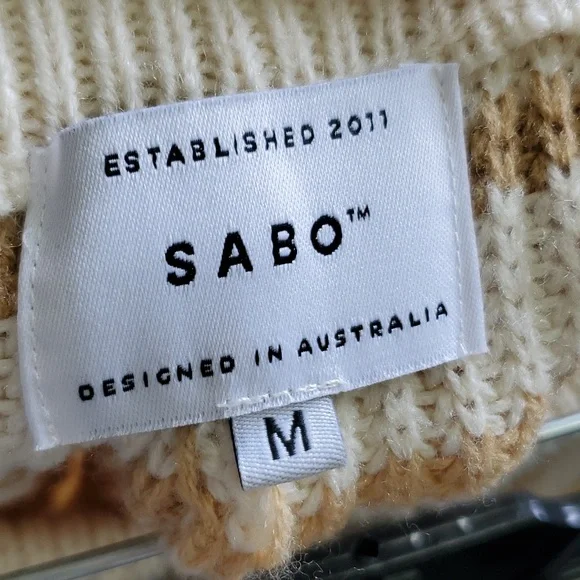 ESTABLISHED 2011
SABO™
DESIGNED IN AUSTRALIA
M